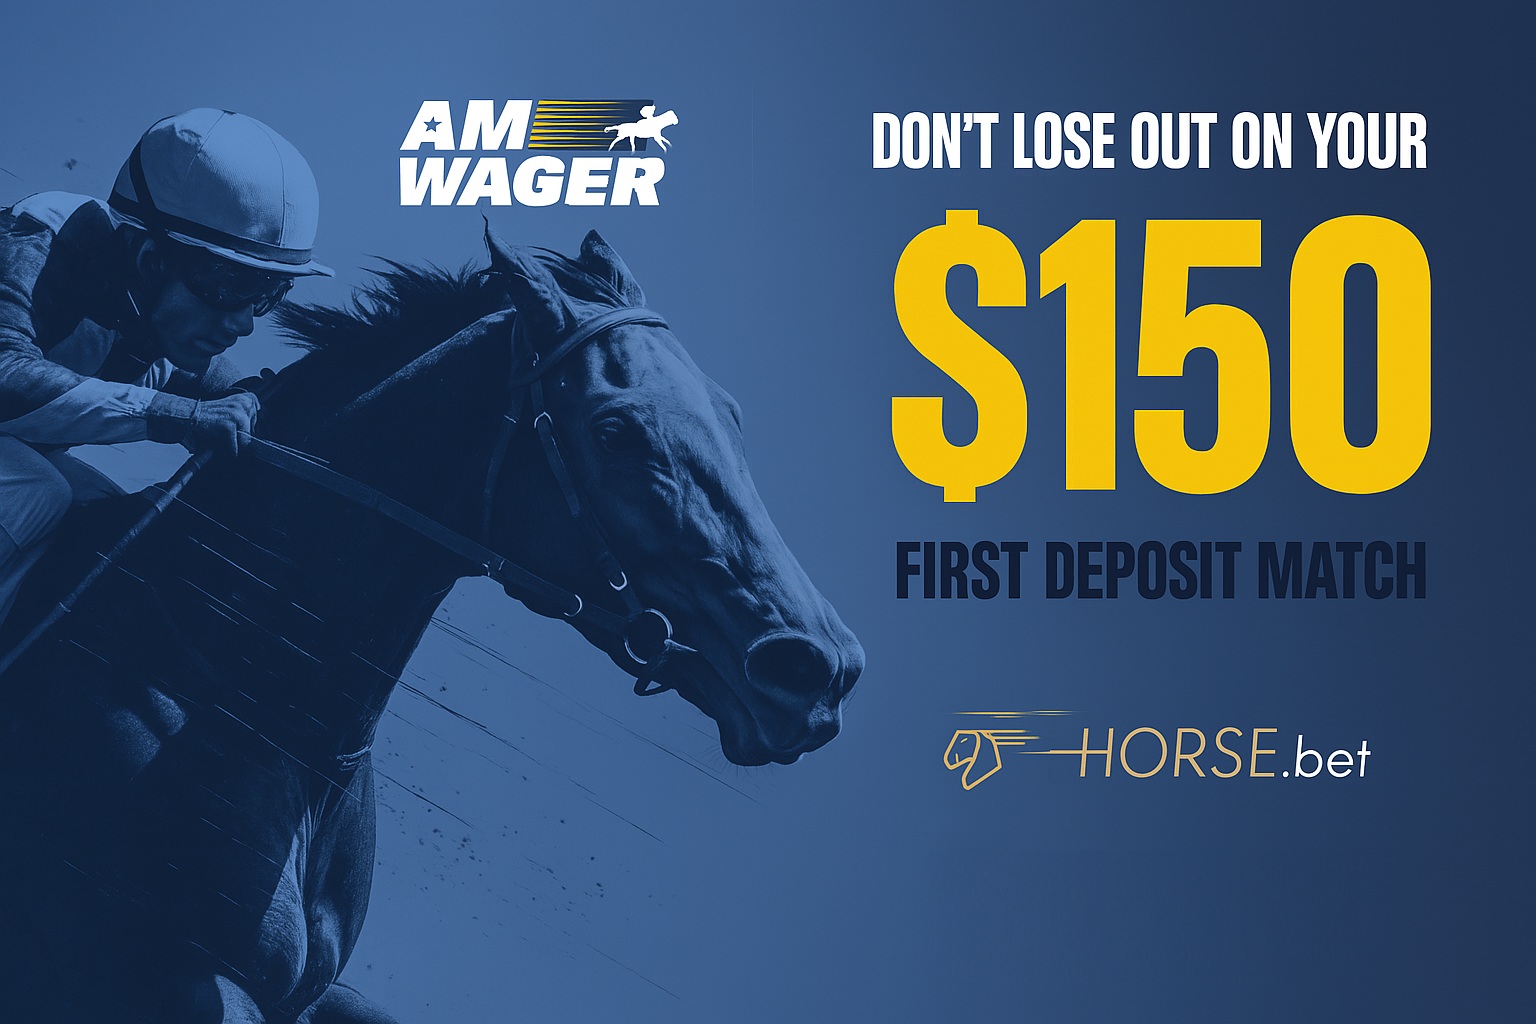 AM
WAGER
DON'T LOSE OUT ON YOUR
$150
FIRST DEPOSIT MATCH
HORSE.bet